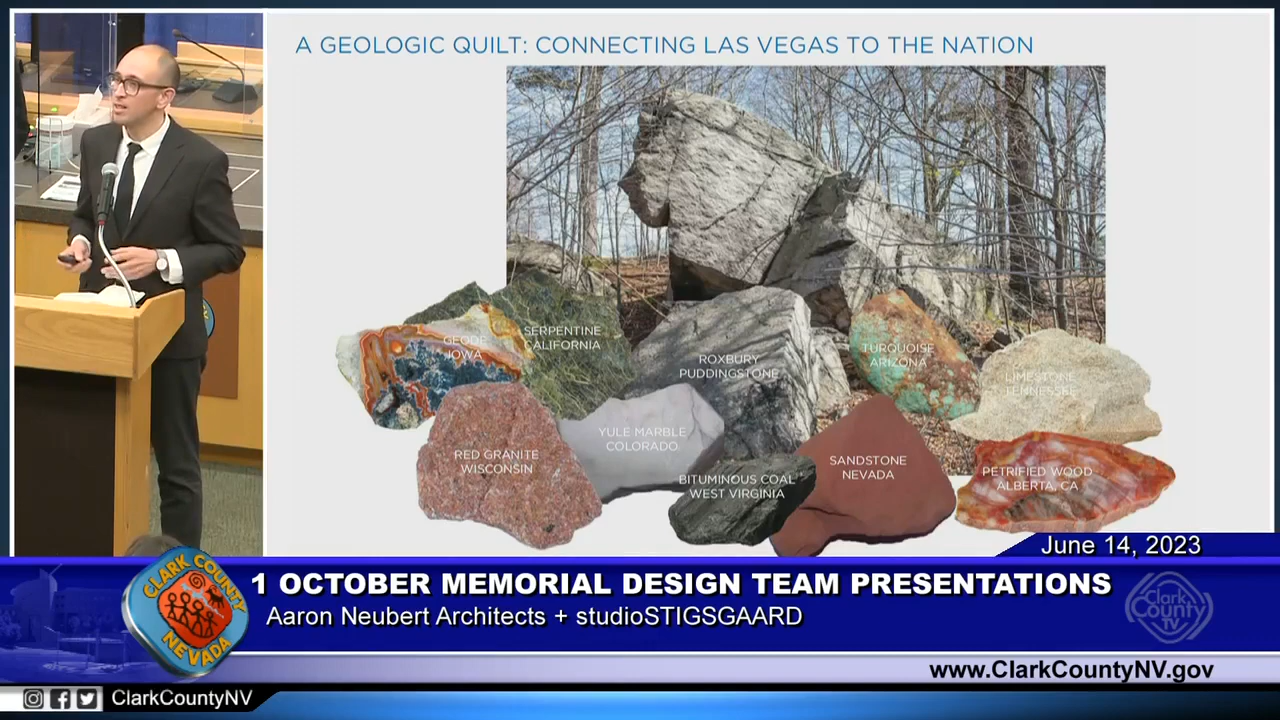 A GEOLOGIC QUILT: CONNECTING LAS VEGAS TO THE NATION
GEODE
IOWA
SERPENTINE
CALIFORNIA
ROXBURY
PUDDINGSTONE
TURQUOISE
ARIZONA
LIMESTONE
TENNESSEE
RED GRANITE
WISCONSIN
YULE MARBLE
COLORADO
BITUMINOUS COAL
WEST VIRGINIA
SANDSTONE
NEVADA
PETRIFIED WOOD
ALBERTA, CA
June 14, 2023
CLARK COUNTY
NEVADA
1 OCTOBER MEMORIAL DESIGN TEAM PRESENTATIONS
Aaron Neubert Architects + studioSTIGSGAARD
Clark
County
TV
www.ClarkCountyNV.gov
ClarkCountyNV